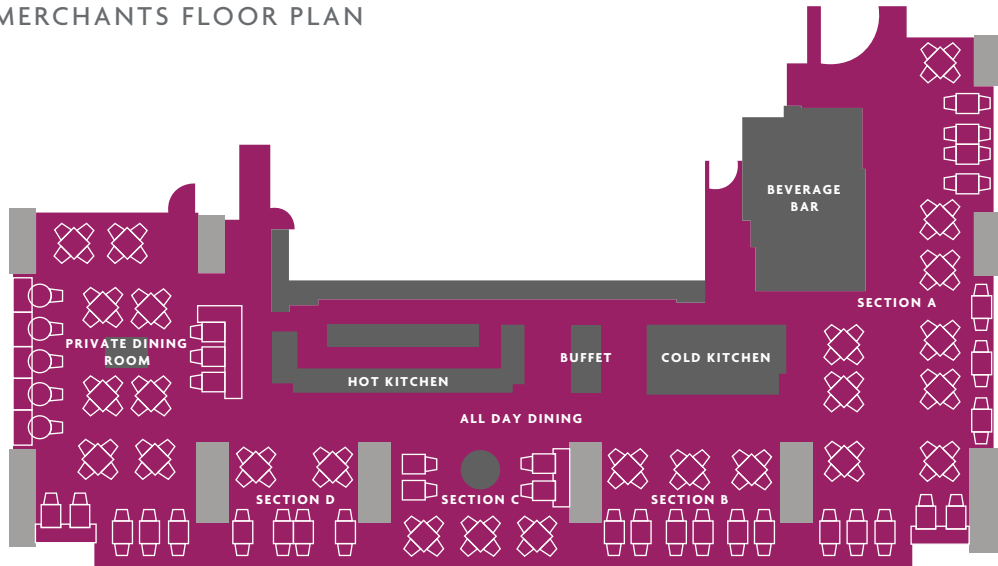 MERCHANTS FLOOR PLAN
BEVERAGE
BAR
SECTION A
PRIVATE DINING
ROOM
BUFFET
COLD KITCHEN
HOT KITCHEN
ALL DAY DINING
SECTION D
SECTION C
SECTION B